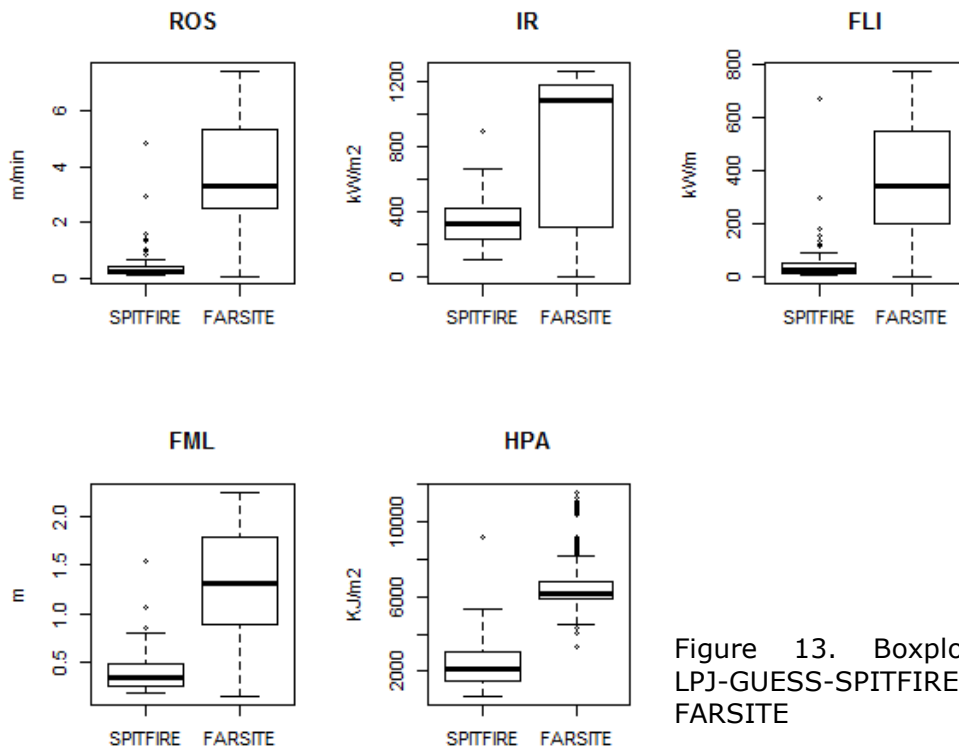 ROS
IR
FLI
m/min
0
2
4
6
SPITFIRE
FARSITE
kW/m2
0
400
800
1200
SPITFIRE
FARSITE
kW/m
0
200
400
600
800
SPITFIRE
FARSITE
FML
HPA
m
0.5
1.0
1.5
2.0
SPITFIRE
FARSITE
KJ/m2
2000
6000
10000
SPITFIRE
FARSITE
Figure 13. Boxplo
LPJ-GUESS-SPITFIRE
FARSITE